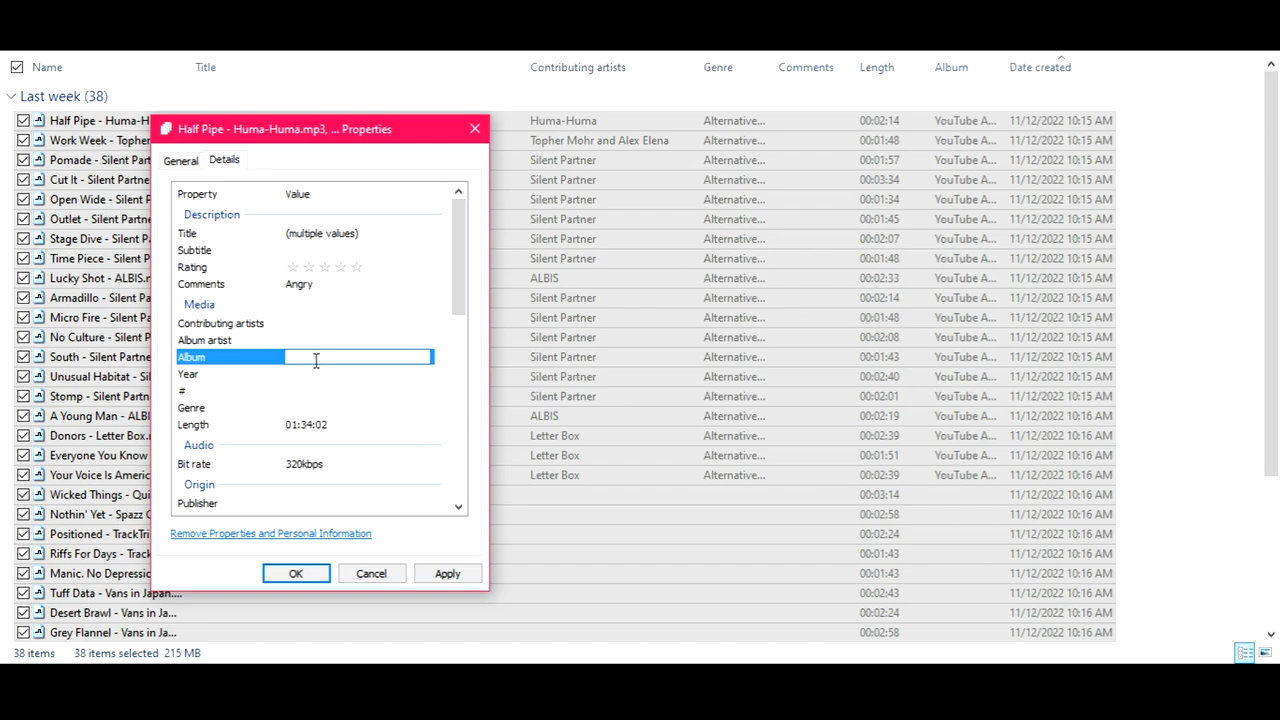 Name Title Contributing artists Genre Comments Length Album Date created
Last week (38)
Half Pipe - Huma-H Huma-Huma Alternative... 00:02:14 YouTube A... 11/12/2022 10:15 AM
Work Week - Topher Topher Mohr and Alex Elena Alternative... 00:01:48 YouTube A... 11/12/2022 10:15 AM
Pomade - Silent Par Silent Partner Alternative... 00:01:57 YouTube A... 11/12/2022 10:15 AM
Cut It - Silent Partne Silent Partner Alternative... 00:03:34 YouTube A... 11/12/2022 10:15 AM
Open Wide - Silent P Silent Partner Alternative... 00:01:34 YouTube A... 11/12/2022 10:15 AM
Outlet - Silent Partne Silent Partner Alternative... 00:01:45 YouTube A... 11/12/2022 10:15 AM
Stage Dive - Silent Pa Silent Partner Alternative... 00:02:07 YouTube A... 11/12/2022 10:15 AM
Time Piece - Silent P Silent Partner Alternative... 00:01:48 YouTube A... 11/12/2022 10:15 AM
Lucky Shot - ALBIS.r ALBIS Alternative... 00:02:33 YouTube A... 11/12/2022 10:15 AM
Armadillo - Silent Pa Silent Partner Alternative... 00:02:14 YouTube A... 11/12/2022 10:15 AM
Micro Fire - Silent Pa Silent Partner Alternative... 00:01:48 YouTube A... 11/12/2022 10:15 AM
No Culture - Silent P Silent Partner Alternative... 00:02:08 YouTube A... 11/12/2022 10:15 AM
South - Silent Partne Silent Partner Alternative... 00:01:43 YouTube A... 11/12/2022 10:15 AM
Unusual Habitat - Sil Silent Partner Alternative... 00:02:40 YouTube A... 11/12/2022 10:15 AM
Stomp - Silent Partn Silent Partner Alternative... 00:02:01 YouTube A... 11/12/2022 10:15 AM
A Young Man - ALB ALBIS Alternative... 00:02:19 YouTube A... 11/12/2022 10:16 AM
Donors - Letter Box.r Letter Box Alternative... 00:02:39 YouTube A... 11/12/2022 10:16 AM
Everyone You Know Letter Box Alternative... 00:01:51 YouTube A... 11/12/2022 10:16 AM
Your Voice Is Americ Letter Box Alternative... 00:02:39 YouTube A... 11/12/2022 10:16 AM
Wicked Things - Qui 00:03:14 11/12/2022 10:16 AM
Nothin' Yet - Spazz C 00:02:58 11/12/2022 10:16 AM
Positioned - TrackTri 00:02:24 11/12/2022 10:16 AM
Riffs For Days - Track 00:01:43 11/12/2022 10:16 AM
Manic. No Depressio 00:01:43 11/12/2022 10:16 AM
Tuff Data - Vans in Japan.... 00:02:58 11/12/2022 10:16 AM
Desert Brawl - Vans in Ja... 00:02:24 11/12/2022 10:16 AM
Grey Flannel - Vans in Ja... 00:02:58 11/12/2022 10:16 AM
38 items 38 items selected 215 MB
Half Pipe - Huma-Huma.mp3, ... Properties
General Details
Property Value
Description
Title (multiple values)
Subtitle
Rating
Comments Angry
Media
Contributing artists
Album artist
Album
Year
#
Genre
Length 01:34:02
Audio
Bit rate 320kbps
Origin
Publisher
Remove Properties and Personal Information
OK Cancel Apply